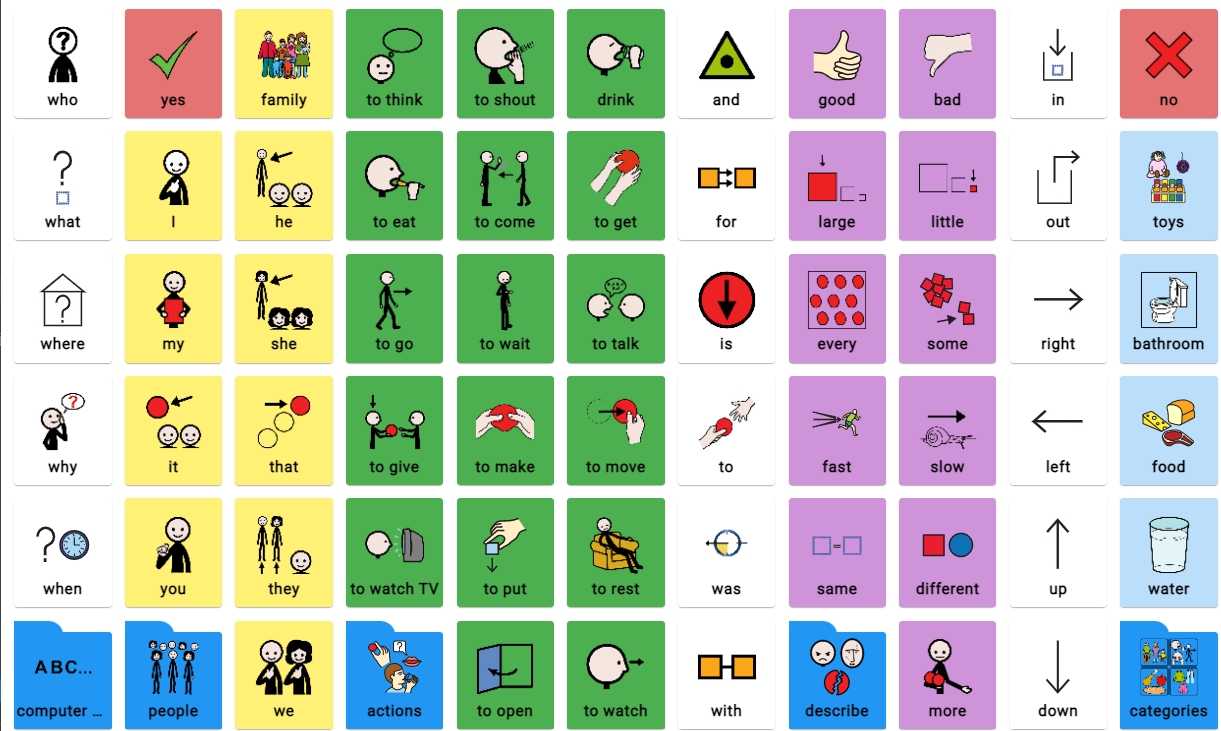 who
yes
family
to think
EH!!
to shout
drink
and
good
bad
in
no
what
I
he
to eat
to come
to get
for
large
little
out
toys
where
my
she
to go
to wait
to talk
is
every
some
right
bathroom
why
it
that
to give
to make
to move
to
fast
slow
left
food
when
you
they
to watch TV
to put
to rest
was
same
different
up
water
ABC...
computer ...
people
we
actions
to open
to watch
with
describe
more
down
categories